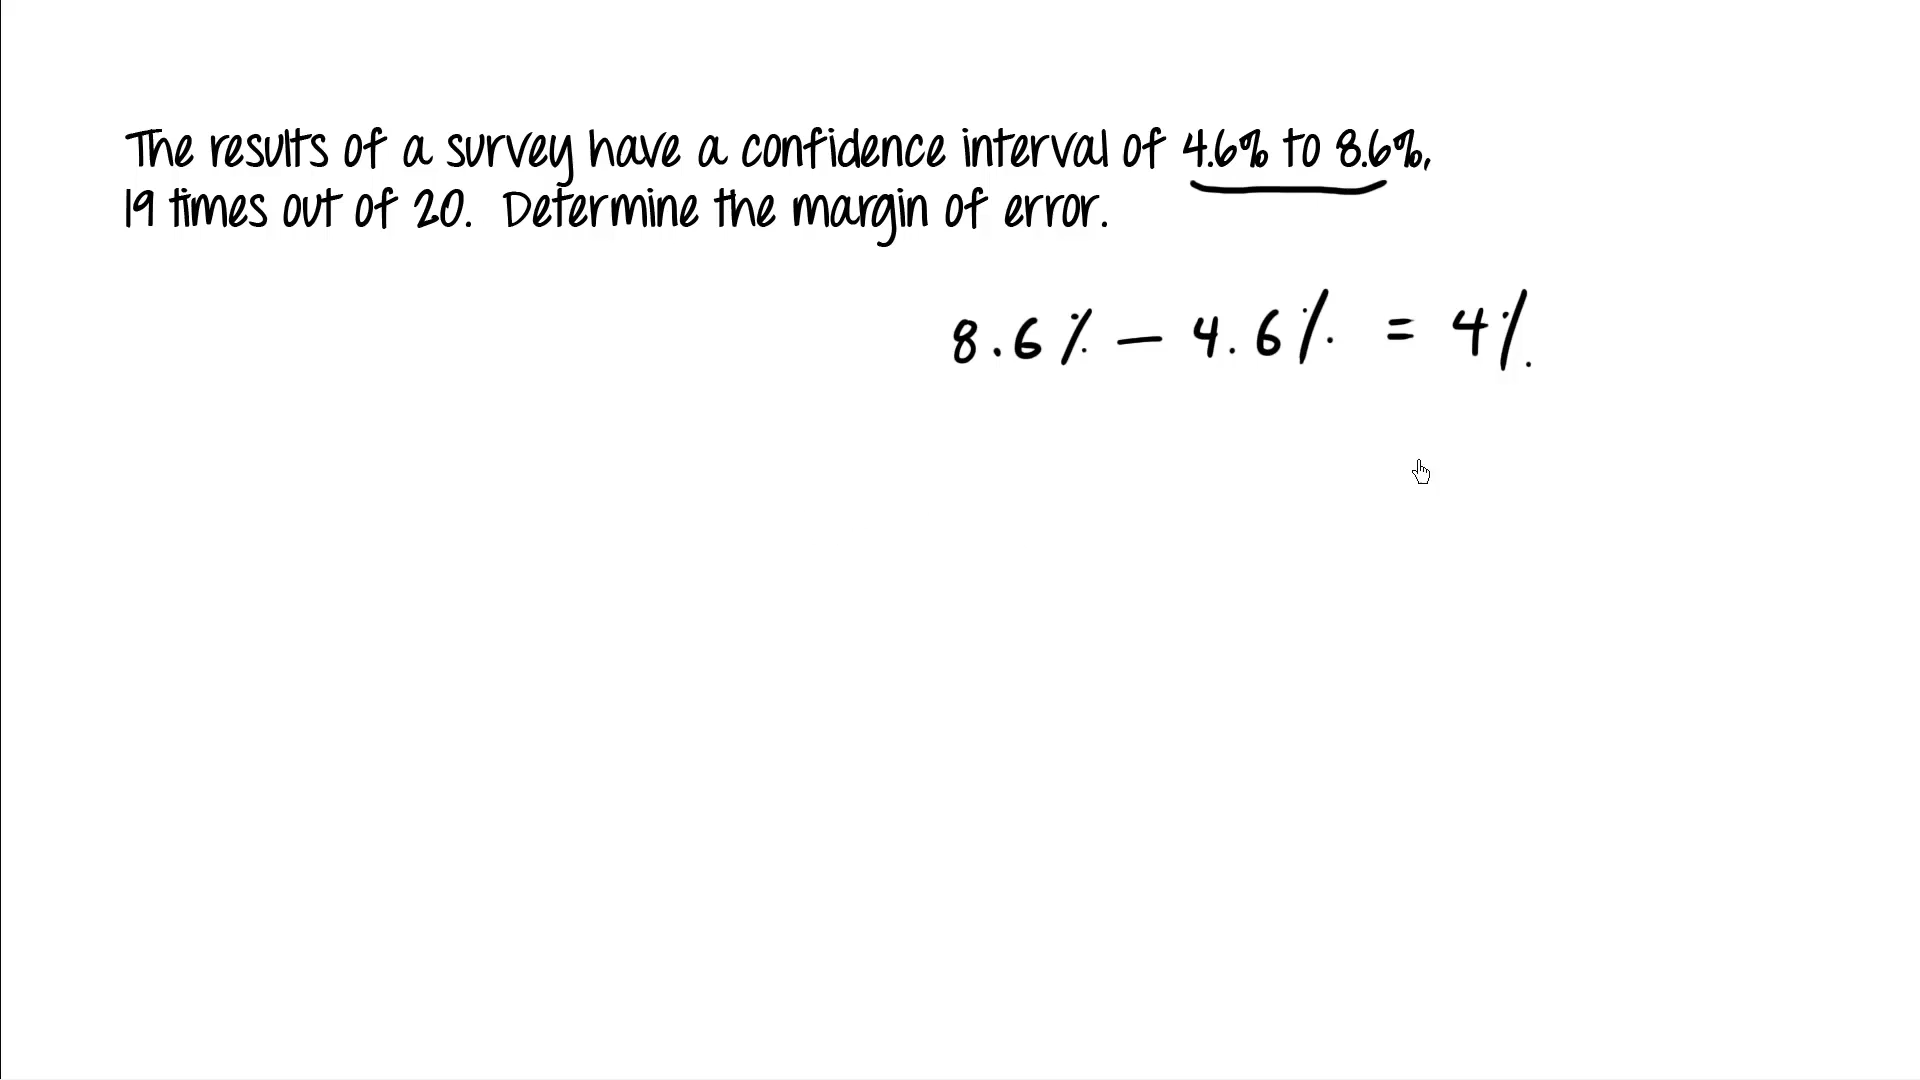 The results of a survey have a confidence interval of 4.6% to 8.6%,
19 times out of 20. Determine the margin of error.
8.6% – 4.6% = 4%